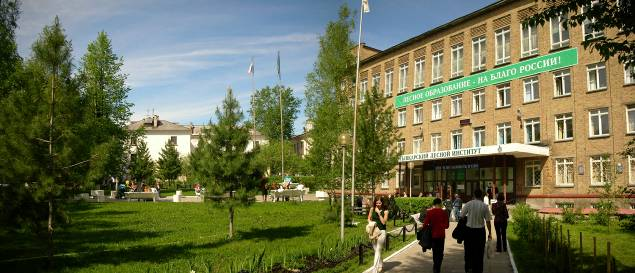 ЛЕСНОЕ ОБРАЗОВАНИЕ - НА БЛАГО РОССИИ!
ЛЕСНОЙ ИНСТИТУТ